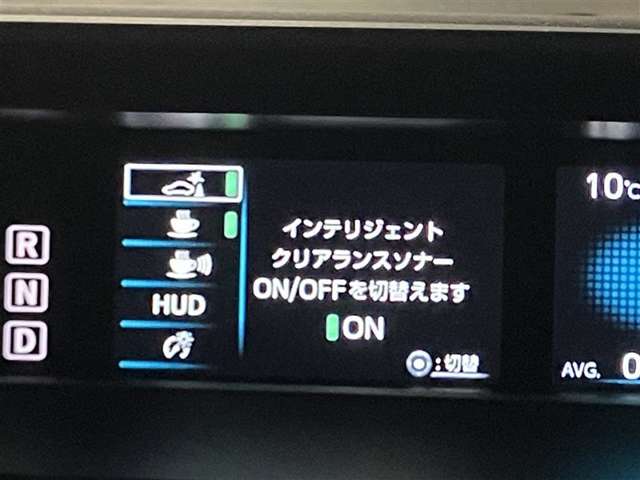 10℃
R
N
D
HUD
インテリジェント
クリアランスソナー
ON/OFFを切替えます
ON
:切替
AVG. 0